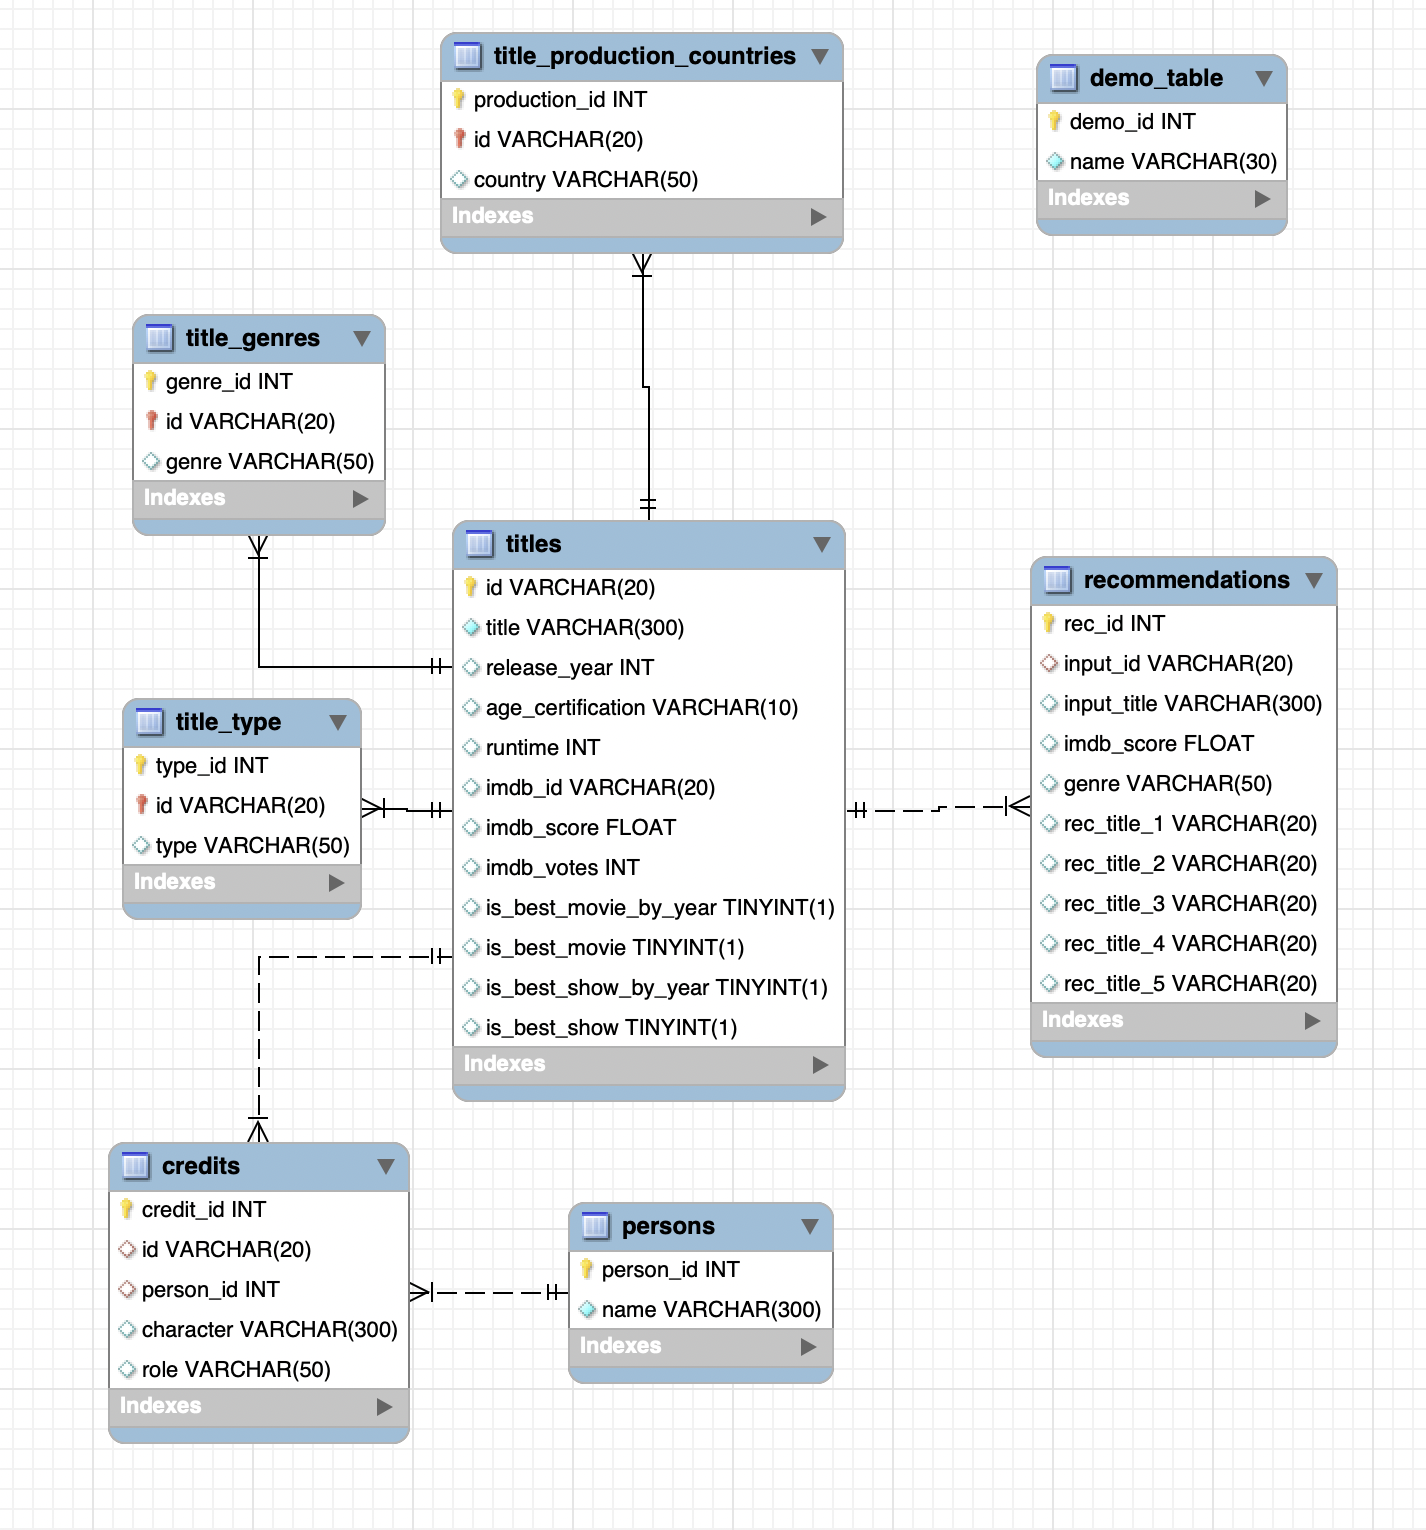 title_production_countries
production_id INT
id VARCHAR(20)
country VARCHAR(50)
Indexes
demo_table
demo_id INT
name VARCHAR(30)
Indexes
title_genres
genre_id INT
id VARCHAR(20)
genre VARCHAR(50)
Indexes
titles
id VARCHAR(20)
title VARCHAR(300)
release_year INT
age_certification VARCHAR(10)
runtime INT
imdb_id VARCHAR(20)
imdb_score FLOAT
imdb_votes INT
is_best_movie_by_year TINYINT(1)
is_best_movie TINYINT(1)
is_best_show_by_year TINYINT(1)
is_best_show TINYINT(1)
Indexes
recommendations
rec_id INT
input_id VARCHAR(20)
input_title VARCHAR(300)
imdb_score FLOAT
genre VARCHAR(50)
rec_title_1 VARCHAR(20)
rec_title_2 VARCHAR(20)
rec_title_3 VARCHAR(20)
rec_title_4 VARCHAR(20)
rec_title_5 VARCHAR(20)
Indexes
title_type
type_id INT
id VARCHAR(20)
type VARCHAR(50)
Indexes
credits
credit_id INT
id VARCHAR(20)
person_id INT
character VARCHAR(300)
role VARCHAR(50)
Indexes
persons
person_id INT
name VARCHAR(300)
Indexes